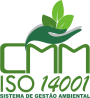 CMM
ISO 14001
SISTEMA DE GESTÃO AMBIENTAL